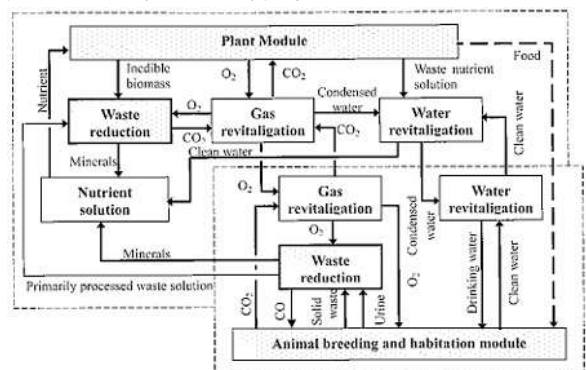 Plant Module
Nutrient
Inedible
biomass
O2
CO2
Condensed
water
Waste nutrient
solution
Food
Waste
reduction
O2
CO2
Gas
revitaligation
Water
revitaligation
Clean water
Minerals
Clean water
CO2
Nutrient
solution
O2
Gas
revitaligation
Condensed
water
Water
revitaligation
Minerals
O2
Waste
reduction
O2
Primarily processed waste solution
CO2
CO
Solid
waste
Urine
Drinking water
Clean water
Animal breeding and habitation module